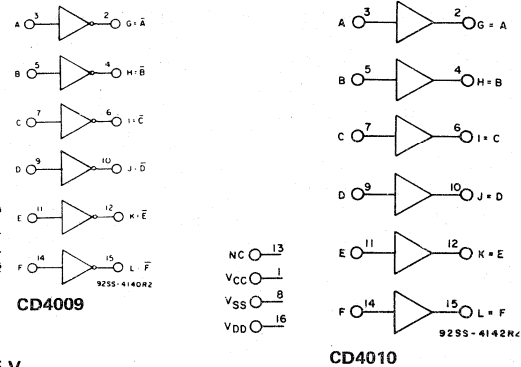 A 3 2 G=A̅
B 5 4 H=B̅
C 7 6 I=C̅
D 9 10 J=D̅
E 11 12 K=E̅
F 14 15 L=F̅
92SS-4140R2
CD4009
NC 13
VCC 1
VSS 8
VDD 16
A 3 2 G = A
B 5 4 H = B
C 7 6 I = C
D 9 10 J = D
E 11 12 K = E
F 14 15 L = F
92SS-4142R2
CD4010